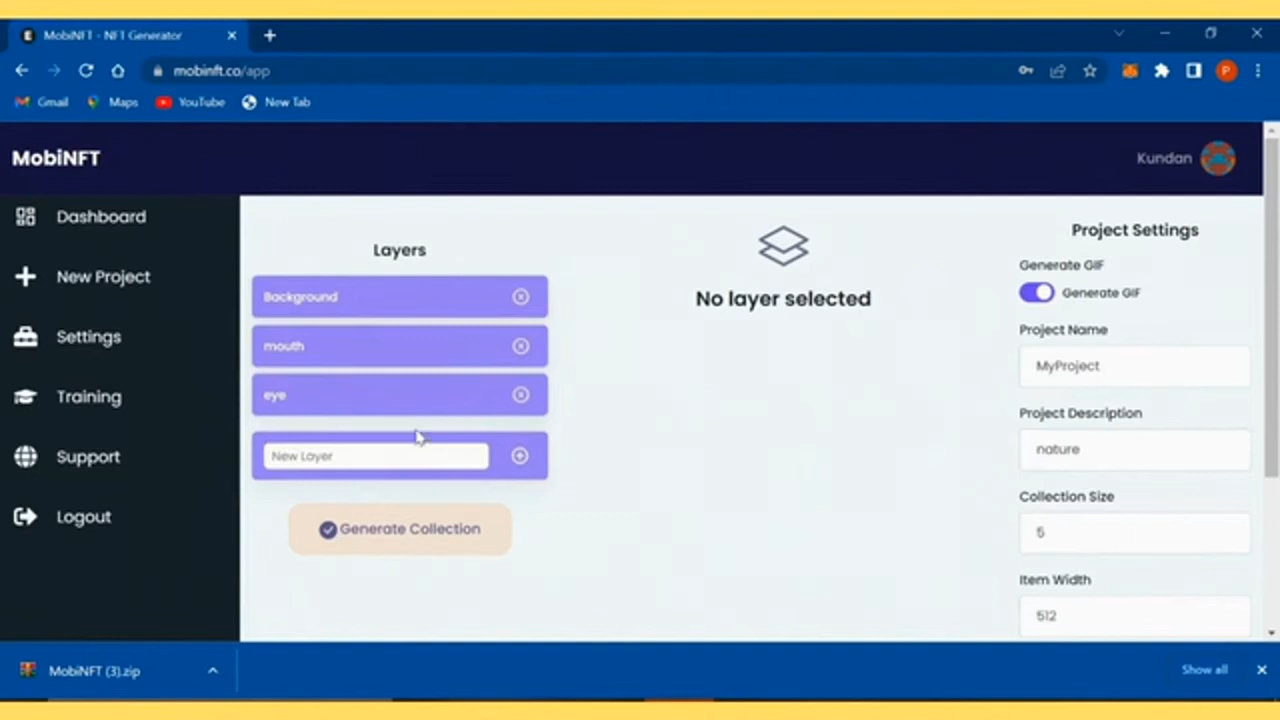 MobiNFT - NFT Generator
mobinft.co/app
Gmail Maps YouTube New Tab
P
MobiNFT
Kundan
Dashboard
New Project
Settings
Training
Support
Logout
Layers
Background
mouth
eye
New Layer
Generate Collection
No layer selected
Project Settings
Generate GIF
Generate GIF
Project Name
MyProject
Project Description
nature
Collection Size
5
Item Width
512
MobiNFT (3).zip
Show all